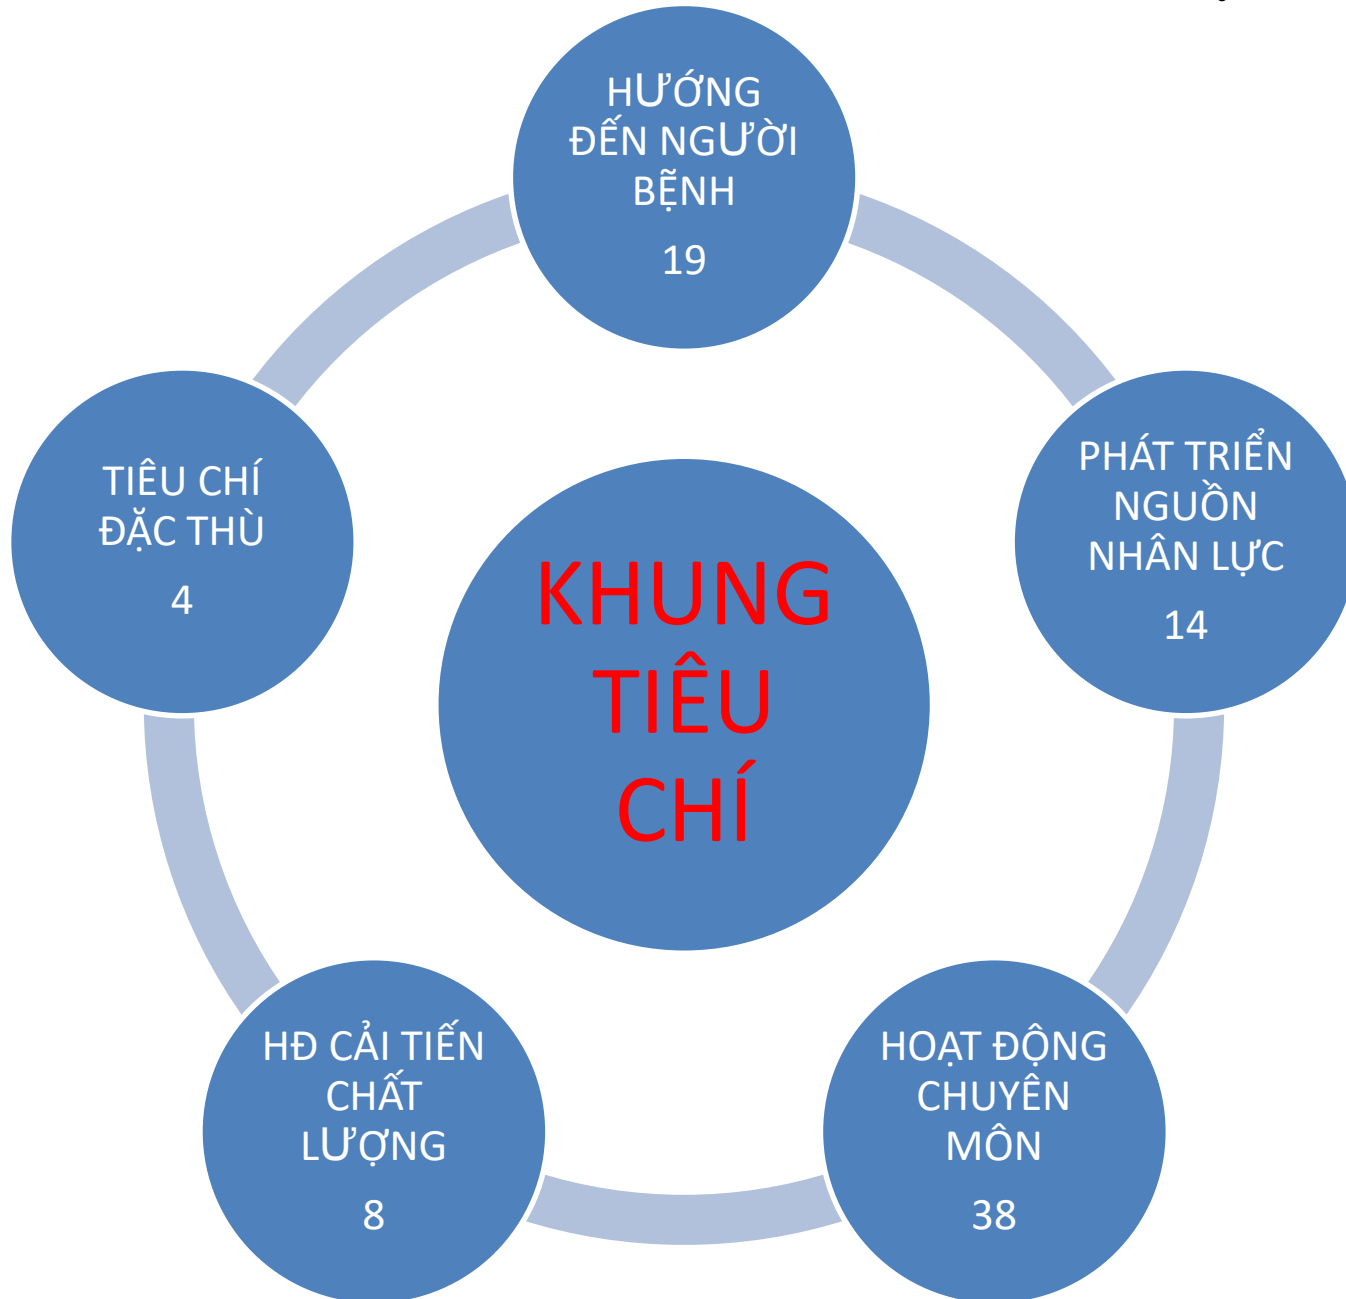 HƯỚNG
ĐẾN NGƯỜI
BỆNH
19
PHÁT TRIỂN
NGUỒN
NHÂN LỰC
14
TIÊU CHÍ
ĐẶC THÙ
4
KHUNG
TIÊU
CHÍ
HĐ CẢI TIẾN
CHẤT
LƯỢNG
8
HOẠT ĐỘNG
CHUYÊN
MÔN
38